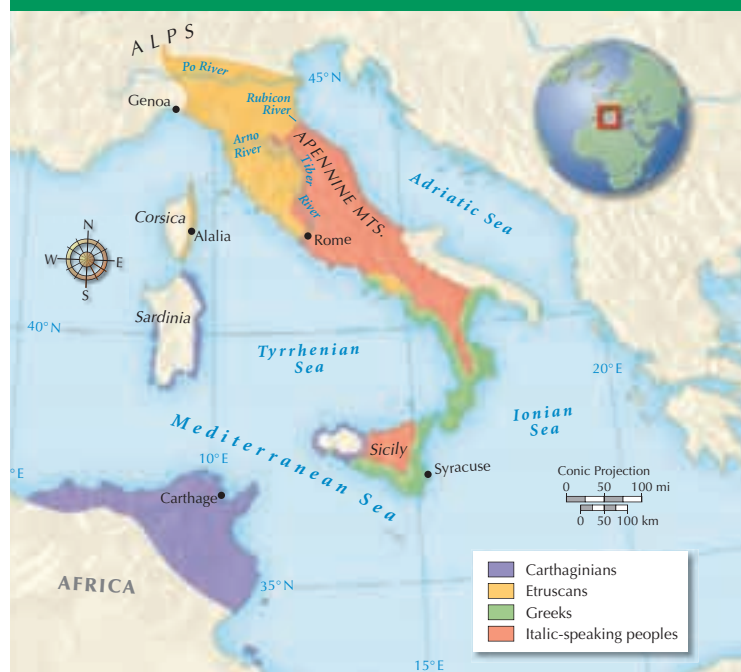 ALPS
Po River
45°N
Genoa
Rubicon
River
Arno
River
APENNINE MTS.
Tiber
River
Adriatic Sea
Corsica
Alalia
Rome
N
W
E
S
Sardinia
40°N
Tyrrhenian
Sea
20°E
Ionian
Sea
Mediterranean Sea
Sicily
Syracuse
10°E
°E
Carthage
Conic Projection
0 50 100 mi
0 50 100 km
AFRICA
35°N
15°E
Carthaginians
Etruscans
Greeks
Italic-speaking peoples